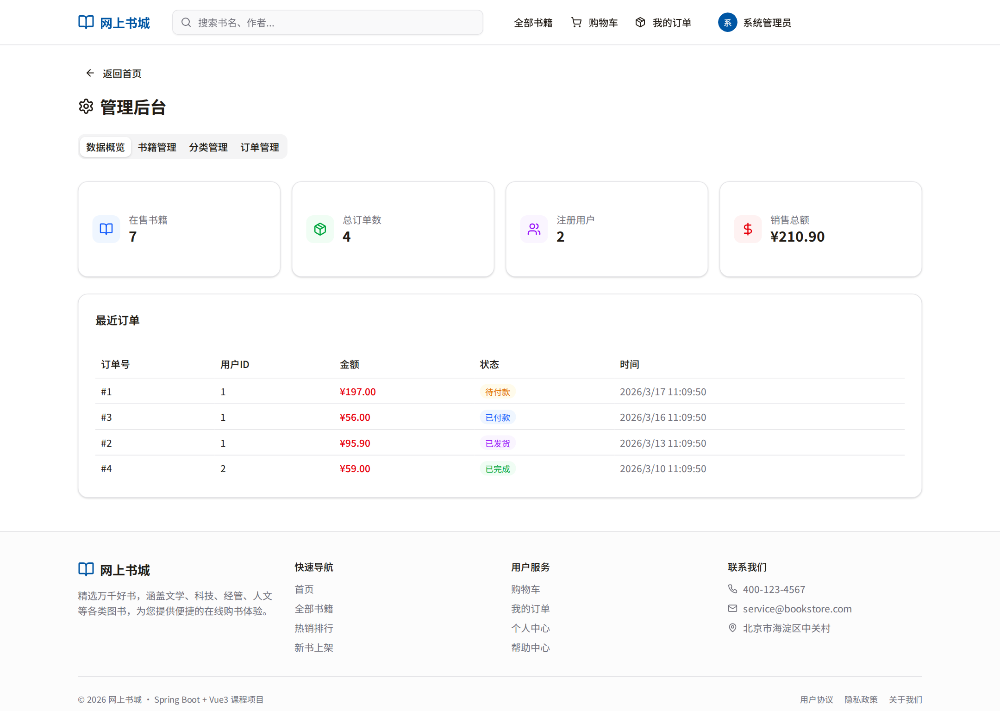 网上书城
搜索书名、作者...
全部书籍
购物车
我的订单
系
系统管理员
返回首页
管理后台
数据概览
书籍管理
分类管理
订单管理
在售书籍
7
总订单数
4
注册用户
2
销售总额
¥210.90
最近订单
订单号 用户ID 金额 状态 时间
#1 1 ¥197.00 待付款 2026/3/17 11:09:50
#3 1 ¥56.00 已付款 2026/3/16 11:09:50
#2 1 ¥95.90 已发货 2026/3/13 11:09:50
#4 2 ¥59.00 已完成 2026/3/10 11:09:50
网上书城
精选万千好书，涵盖文学、科技、经管、人文
等各类图书，为您提供便捷的在线购书体验。
快速导航
首页
全部书籍
热销排行
新书上架
用户服务
购物车
我的订单
个人中心
帮助中心
联系我们
400-123-4567
service@bookstore.com
北京市海淀区中关村
© 2026 网上书城 · Spring Boot + Vue3 课程项目
用户协议
隐私政策
关于我们